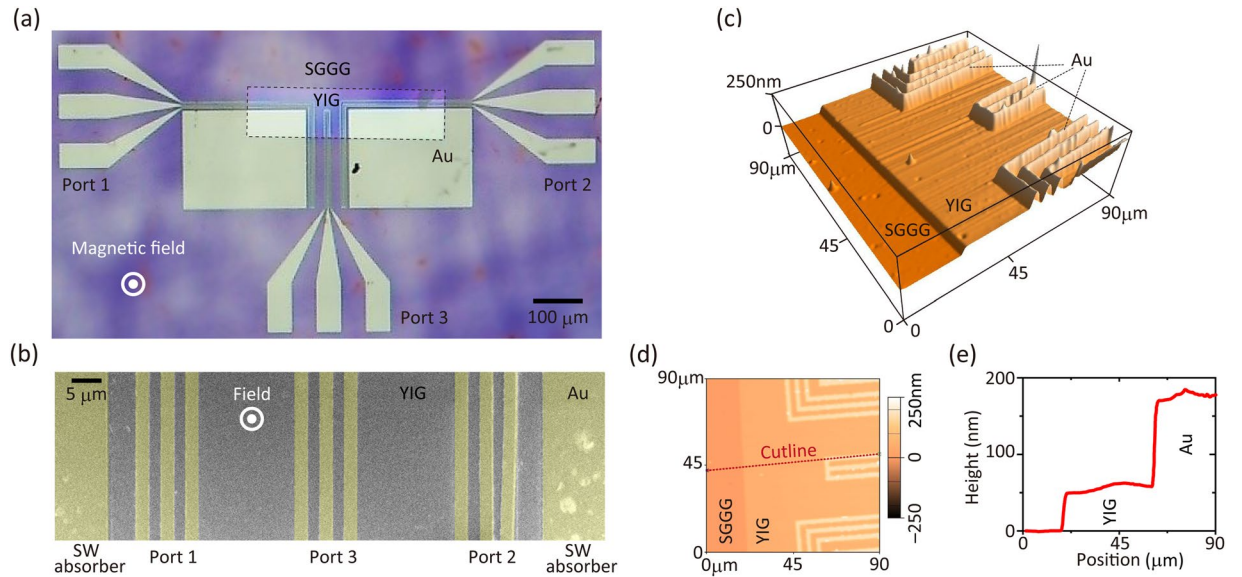 (a)
SGGG
YIG
Au
Port 1
Port 2
Magnetic field
Port 3
100 μm
(b)
5 μm
Field
YIG
Au
SW
absorber
Port 1
Port 3
Port 2
SW
absorber
(c)
250nm
0
90μm
45
0
0
45
90μm
Au
YIG
SGGG
(d)
90μm
45
0
0μm
45
90
Cutline
SGGG
YIG
250nm
0
−250
(e)
200
100
0
0
45
90
Height (nm)
Position (μm)
YIG
Au